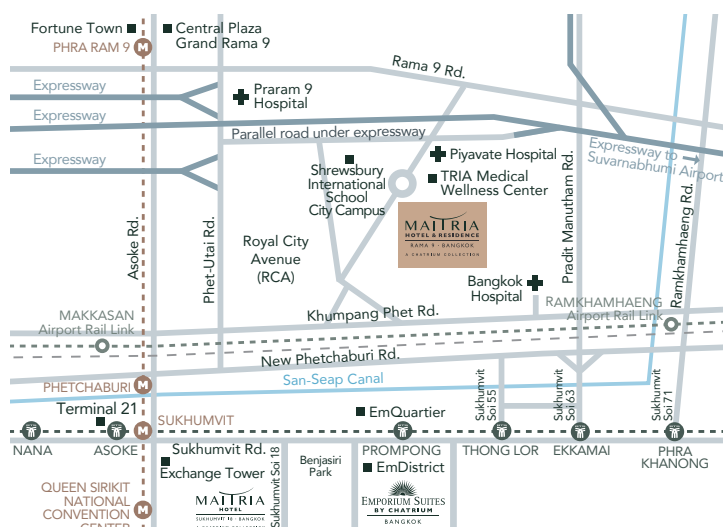 Fortune Town
PHRA RAM 9
Central Plaza
Grand Rama 9
Rama 9 Rd.
Expressway
Praram 9
Hospital
Expressway
Parallel road under expressway
Expressway
Piyavate Hospital
Expressway to
Suvarnabhumi Airport
Shrewsbury
International
School
City Campus
TRIA Medical
Wellness Center
MAITRIA
HOTEL & RESIDENCE
RAMA 9 · BANGKOK
A CHATRIUM COLLECTION
Asoke Rd.
Phet-Utai Rd.
Royal City
Avenue
(RCA)
Pradit Manutham Rd.
Ramkhamhaeng Rd.
Bangkok
Hospital
MAKKASAN
Airport Rail Link
Khumpang Phet Rd.
RAMKHAMHAENG
Airport Rail Link
New Phetchaburi Rd.
PHETCHABURI
San-Seap Canal
Sukhumvit
Soi 55
Sukhumvit
Soi 63
Sukhumvit
Soi 71
Terminal 21
SUKHUMVIT
EmQuartier
NANA
ASOKE
Sukhumvit Rd.
PROMPONG
THONG LOR
EKKAMAI
PHRA
KHANONG
Exchange Tower
Sukhumvit Soi 18
Benjasiri
Park
EmDistrict
QUEEN SIRIKIT
NATIONAL
CONVENTION
CENTER
MAITRIA
HOTEL
SUKHUMVIT 18 · BANGKOK
A CHATRIUM COLLECTION
EMPORIUM SUITES
BY CHATRIUM
BANGKOK